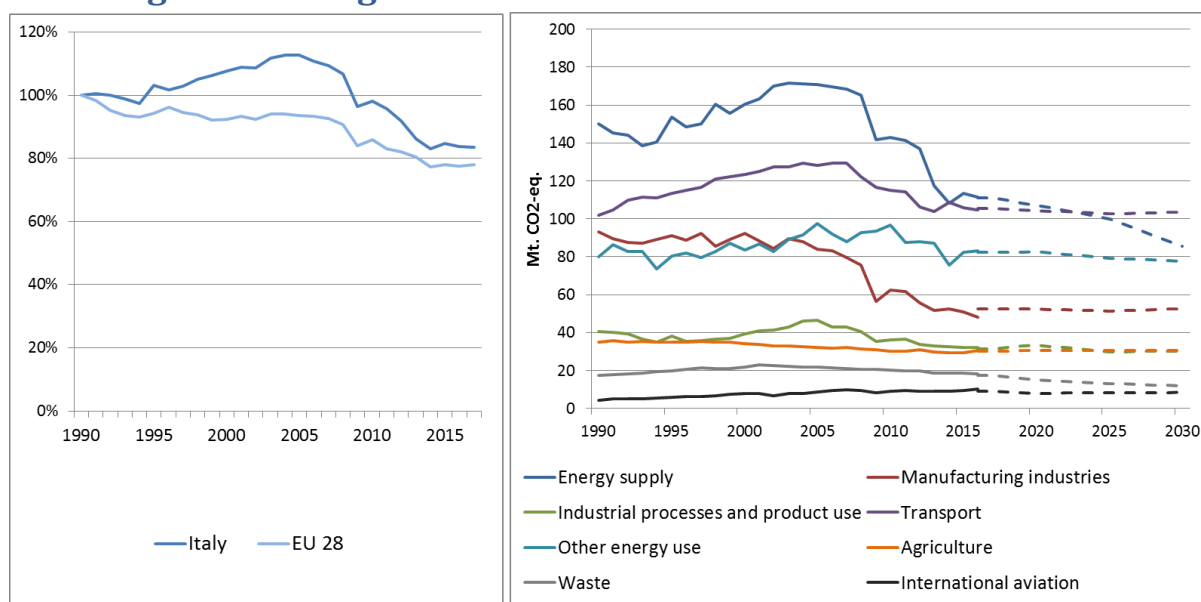 120%
100%
80%
60%
40%
20%
0%
1990 1995 2000 2005 2010 2015
Italy EU 28
Mt. CO2-eq.
200
180
160
140
120
100
80
60
40
20
0
1990 1995 2000 2005 2010 2015 2020 2025 2030
Energy supply Manufacturing industries
Industrial processes and product use Transport
Other energy use Agriculture
Waste International aviation